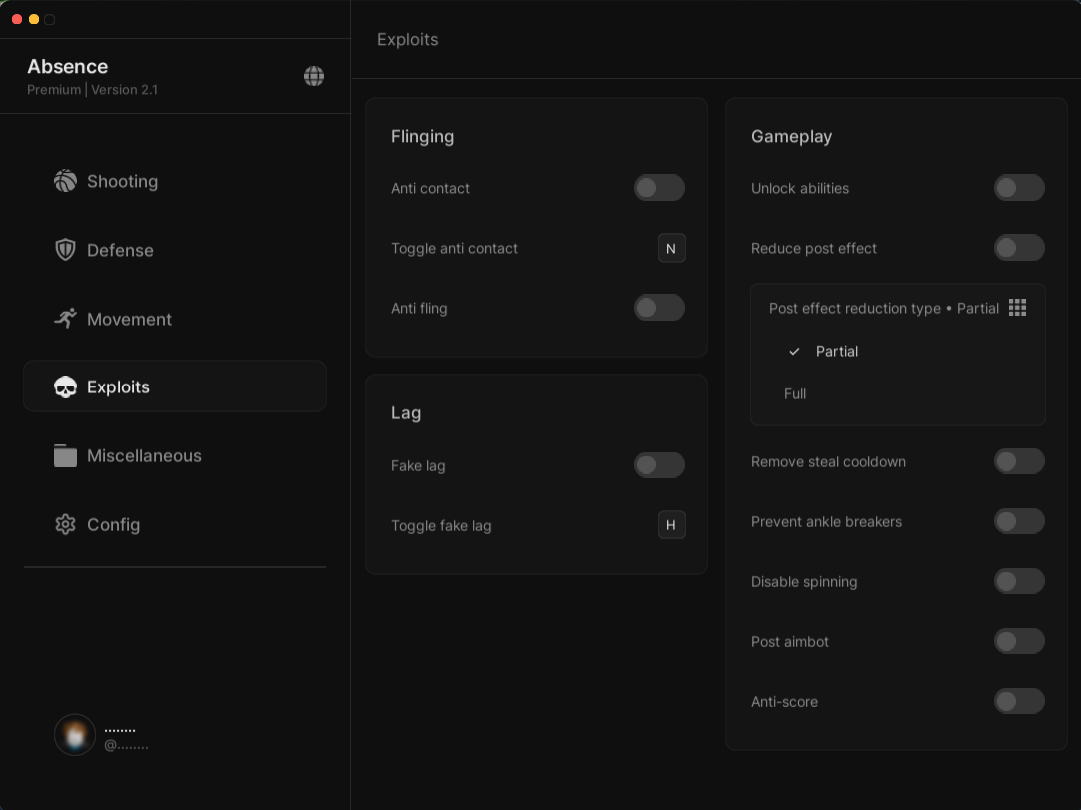 Absence
Premium | Version 2.1
Shooting
Defense
Movement
Exploits
Miscellaneous
Config
........
@........
Exploits
Flinging
Anti contact
Toggle anti contact N
Anti fling
Lag
Fake lag
Toggle fake lag H
Gameplay
Unlock abilities
Reduce post effect
Post effect reduction type • Partial
Partial
Full
Remove steal cooldown
Prevent ankle breakers
Disable spinning
Post aimbot
Anti-score